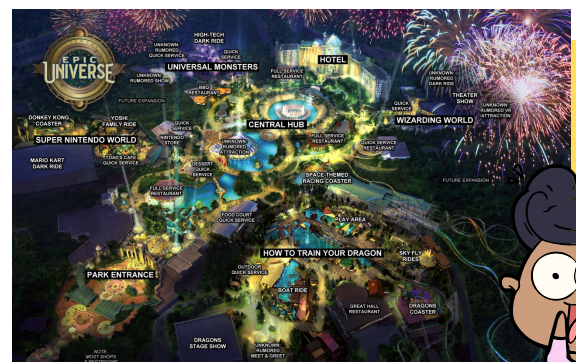 EPIC
UNIVERSE
HIGH-TECH
DARK RIDE
UNKNOWN
RUMORED
QUICK SERVICE
QUICK
SERVICE
UNIVERSAL MONSTERS
UNKNOWN
RUMORED SHOW
BBQ
RESTAURANT
HOTEL
FULL SERVICE
RESTAURANT
UNKNOWN
RUMORED
DARK RIDE
THEATER
SHOW
UNKNOWN
RUMORED VR
ATTRACTION
QUICK
SERVICE
WIZARDING WORLD
FUTURE EXPANSION
DONKEY KONG
COASTER
YOSHI
FAMILY RIDE
SUPER NINTENDO WORLD
QUICK
SERVICE
NINTENDO
STORE
CENTRAL HUB
UNKNOWN
RUMORED
ATTRACTION
FULL SERVICE
RESTAURANT
QUICK SERVICE
RESTAURANT
MARIO KART
DARK RIDE
TOAD'S CAFE
QUICK SERVICE
DESSERT
QUICK
SERVICE
FULL SERVICE
RESTAURANT
SPACE-THEMED
RACING COASTER
FUTURE EXPANSION
FOOD COURT
QUICK SERVICE
PLAY AREA
HOW TO TRAIN YOUR DRAGON
SKY FLY
RIDES
PARK ENTRANCE
OUTDOOR
QUICK SERVICE
BOAT RIDE
GREAT HALL
RESTAURANT
DRAGONS
COASTER
DRAGONS
STAGE SHOW
UNKNOWN
RUMORED
MEET & GREET
NOTE
MOST SHOPS